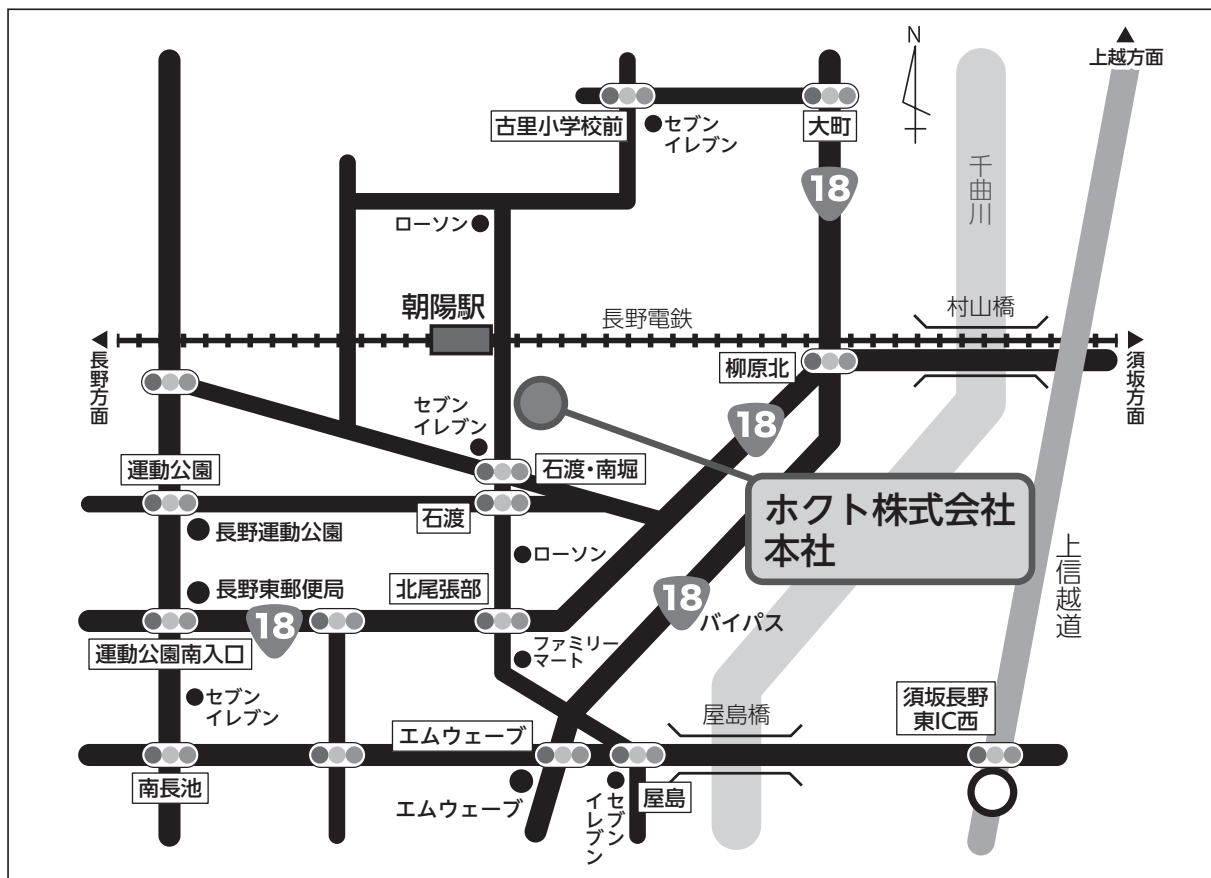 N
上越方面
古里小学校前
セブン
イレブン
大町
18
千曲川
ローソン
朝陽駅
長野電鉄
村山橋
長野方面
須坂方面
柳原北
セブン
イレブン
18
運動公園
石渡・南堀
石渡
ホクト株式会社
本社
長野運動公園
ローソン
上信越道
長野東郵便局
北尾張部
18
18
バイパス
運動公園南入口
ファミリー
マート
セブン
イレブン
須坂長野
東IC西
エムウェーブ
屋島橋
南長池
エムウェーブ
セブン
イレブン
屋島